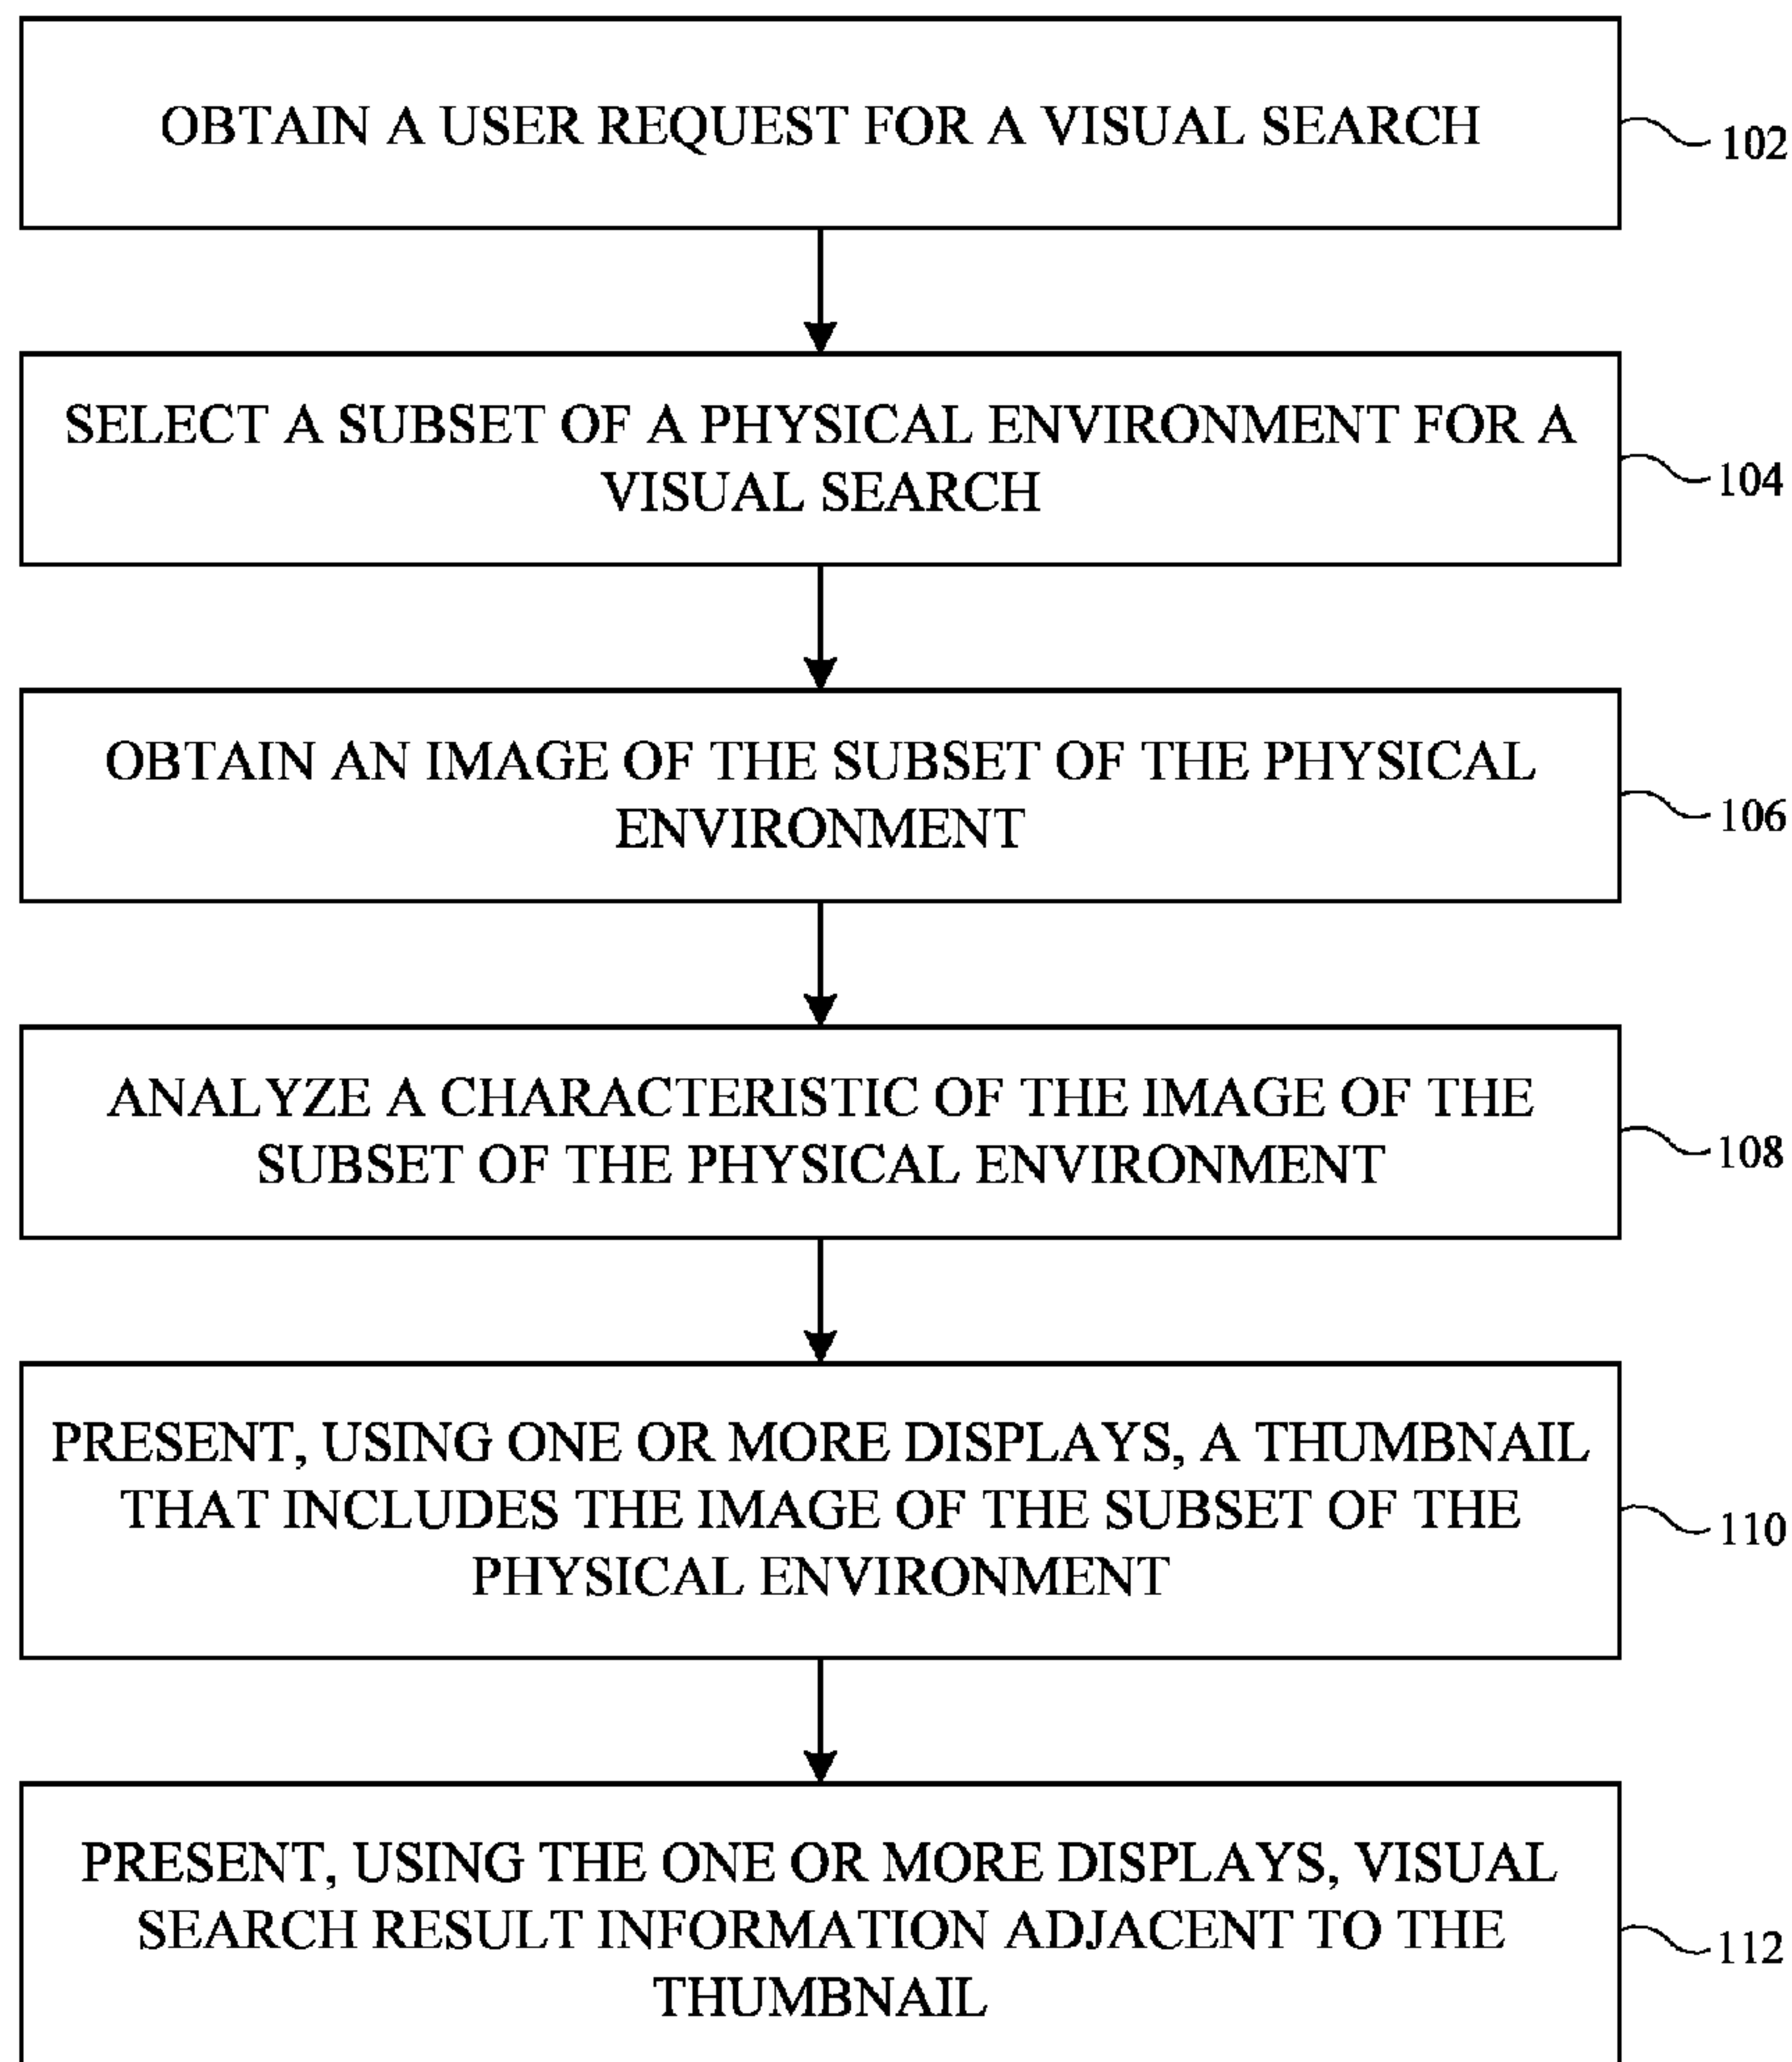 OBTAIN A USER REQUEST FOR A VISUAL SEARCH
102
SELECT A SUBSET OF A PHYSICAL ENVIRONMENT FOR A
VISUAL SEARCH
104
OBTAIN AN IMAGE OF THE SUBSET OF THE PHYSICAL
ENVIRONMENT
106
ANALYZE A CHARACTERISTIC OF THE IMAGE OF THE
SUBSET OF THE PHYSICAL ENVIRONMENT
108
PRESENT, USING ONE OR MORE DISPLAYS, A THUMBNAIL
THAT INCLUDES THE IMAGE OF THE SUBSET OF THE
PHYSICAL ENVIRONMENT
110
PRESENT, USING THE ONE OR MORE DISPLAYS, VISUAL
SEARCH RESULT INFORMATION ADJACENT TO THE
THUMBNAIL
112